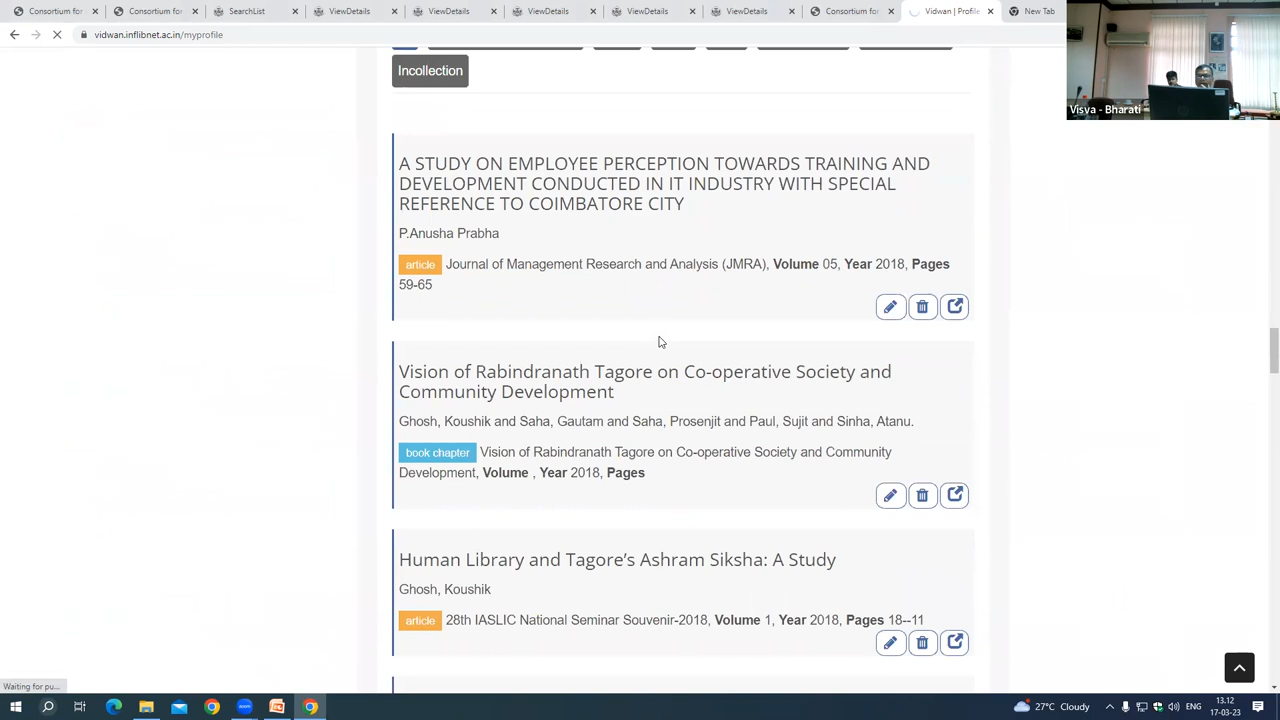 Consortium for
Consortium for
SearchList
ViewDetails
ViewDetails
ViewDetails
ViewDetails
ViewDetails
Consortium for
Vidwan | Profile
New Tab
vidwan.inflibnet.ac.in/myprofile
Visva - Bharati
Incollection
A STUDY ON EMPLOYEE PERCEPTION TOWARDS TRAINING AND
DEVELOPMENT CONDUCTED IN IT INDUSTRY WITH SPECIAL
REFERENCE TO COIMBATORE CITY
P.Anusha Prabha
article Journal of Management Research and Analysis (JMRA), Volume 05, Year 2018, Pages
59-65
Vision of Rabindranath Tagore on Co-operative Society and
Community Development
Ghosh, Koushik and Saha, Gautam and Saha, Prosenjit and Paul, Sujit and Sinha, Atanu.
book chapter Vision of Rabindranath Tagore on Co-operative Society and Community
Development, Volume , Year 2018, Pages
Human Library and Tagore’s Ashram Siksha: A Study
Ghosh, Koushik
article 28th IASLIC National Seminar Souvenir-2018, Volume 1, Year 2018, Pages 18--11
Waiting for pu...
27°C Cloudy
ENG
13.12
17-03-23